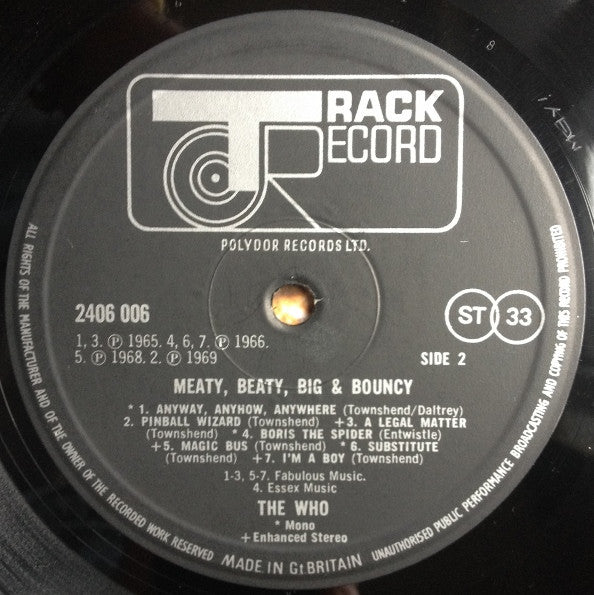 TRACK
RECORD
POLYDOR RECORDS LTD.
2406 006
ST 33
1, 3. ℗ 1965. 4, 6, 7. ℗ 1966.
5. ℗ 1968. 2. ℗ 1969
SIDE 2
MEATY, BEATY, BIG & BOUNCY
* 1. ANYWAY, ANYHOW, ANYWHERE (Townshend/Daltrey)
2. PINBALL WIZARD (Townshend) +3. A LEGAL MATTER
(Townshend) * 4. BORIS THE SPIDER (Entwistle)
+5. MAGIC BUS (Townshend) * 6. SUBSTITUTE
(Townshend) +7. I'M A BOY (Townshend)
1-3, 5-7. Fabulous Music.
4. Essex Music
THE WHO
* Mono
+Enhanced Stereo
ALL RIGHTS OF THE MANUFACTURER AND OF THE OWNER OF THE RECORDED WORK RESERVED
MADE IN Gt BRITAIN
UNAUTHORISED PUBLIC PERFORMANCE BROADCASTING AND COPYING OF THIS RECORD PROHIBITED
8